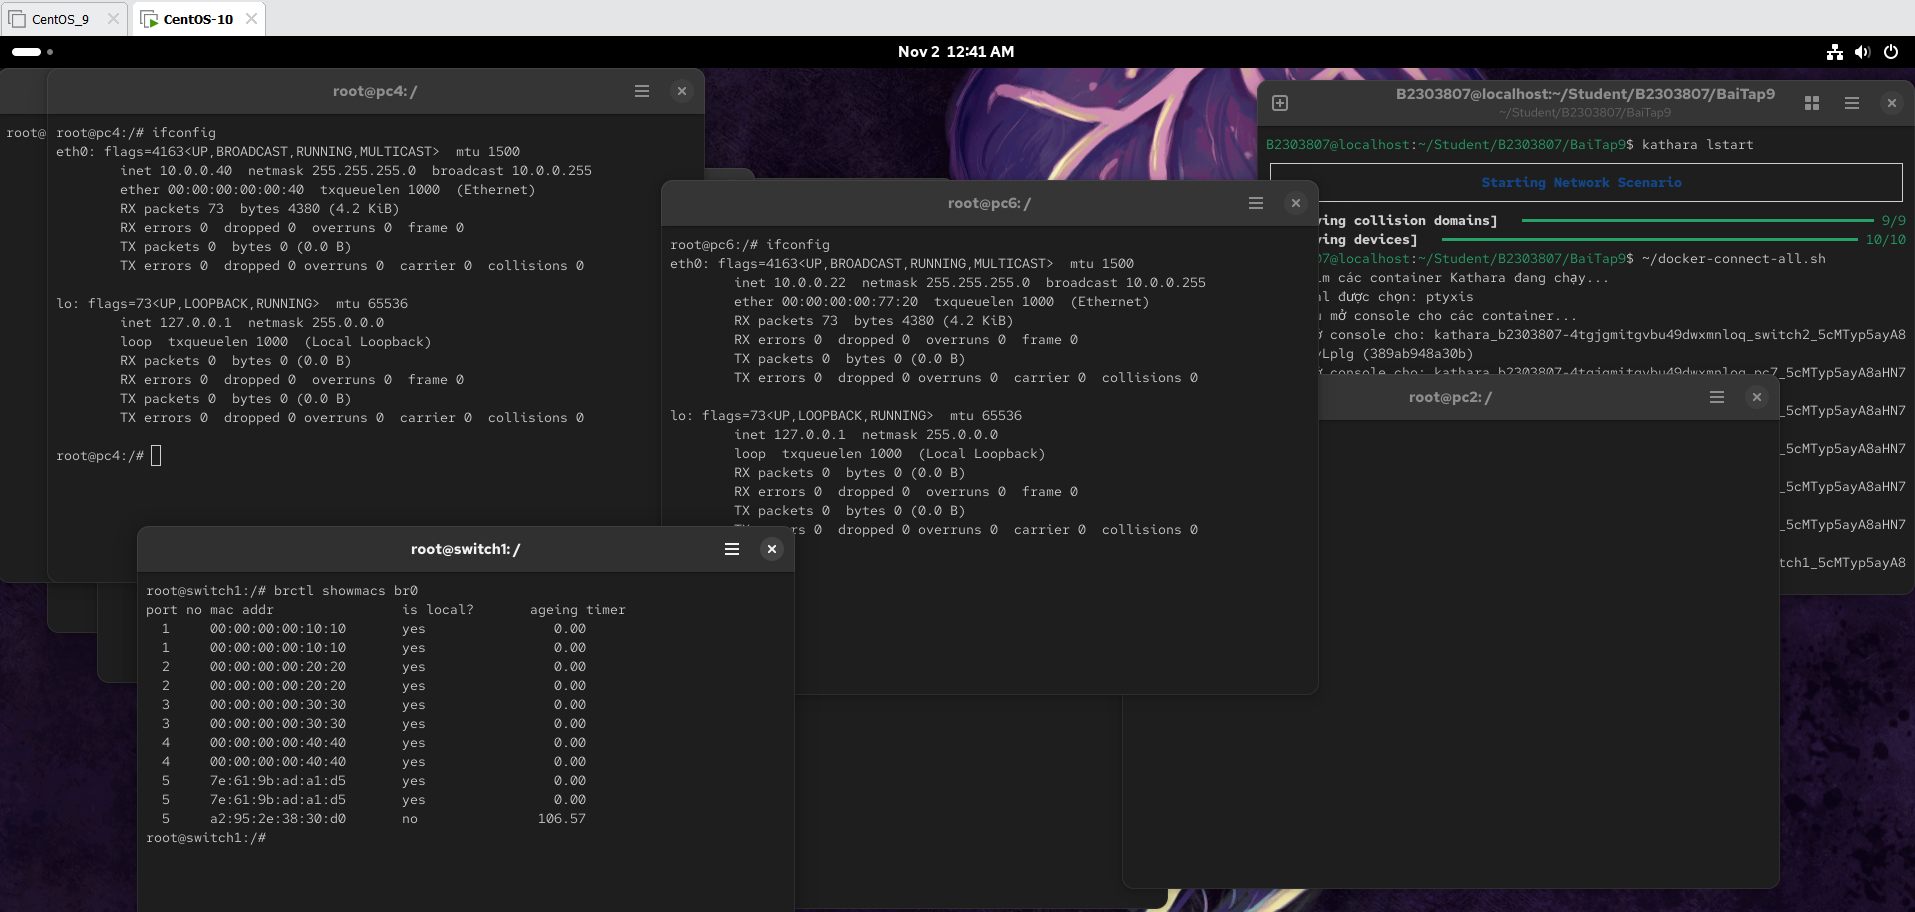 CentOS_9
CentOS-10
Nov 2 12:41 AM
root@pc4:/
root@
root@pc4:/# ifconfig
eth0: flags=4163<UP,BROADCAST,RUNNING,MULTICAST>  mtu 1500
inet 10.0.0.40  netmask 255.255.255.0  broadcast 10.0.0.255
ether 00:00:00:00:00:40  txqueuelen 1000  (Ethernet)
RX packets 73  bytes 4380 (4.2 KiB)
RX errors 0  dropped 0  overruns 0  frame 0
TX packets 0  bytes 0 (0.0 B)
TX errors 0  dropped 0 overruns 0  carrier 0  collisions 0
lo: flags=73<UP,LOOPBACK,RUNNING>  mtu 65536
inet 127.0.0.1  netmask 255.0.0.0
loop  txqueuelen 1000  (Local Loopback)
RX packets 0  bytes 0 (0.0 B)
RX errors 0  dropped 0  overruns 0  frame 0
TX packets 0  bytes 0 (0.0 B)
TX errors 0  dropped 0 overruns 0  carrier 0  collisions 0
root@pc4:/#
root@pc6:/
root@pc6:/# ifconfig
eth0: flags=4163<UP,BROADCAST,RUNNING,MULTICAST>  mtu 1500
inet 10.0.0.22  netmask 255.255.255.0  broadcast 10.0.0.255
ether 00:00:00:00:77:20  txqueuelen 1000  (Ethernet)
RX packets 73  bytes 4380 (4.2 KiB)
RX errors 0  dropped 0  overruns 0  frame 0
TX packets 0  bytes 0 (0.0 B)
TX errors 0  dropped 0 overruns 0  carrier 0  collisions 0
lo: flags=73<UP,LOOPBACK,RUNNING>  mtu 65536
inet 127.0.0.1  netmask 255.0.0.0
loop  txqueuelen 1000  (Local Loopback)
RX packets 0  bytes 0 (0.0 B)
RX errors 0  dropped 0  overruns 0  frame 0
TX packets 0  bytes 0 (0.0 B)
rs 0  dropped 0 overruns 0  carrier 0  collisions 0
B2303807@localhost:~/Student/B2303807/BaiTap9
~/Student/B2303807/BaiTap9
B2303807@localhost:~/Student/B2303807/BaiTap9$ kathara lstart
Starting Network Scenario
ying collision domains] 9/9
ying devices] 10/10
07@localhost:~/Student/B2303807/BaiTap9$ ~/docker-connect-all.sh
m các container Kathara đang chạy...
al được chọn: ptyxis
u mở console cho các container...
ở console cho: kathara_b2303807-4tgjgmitgvbu49dwxmnloq_switch2_5cMTyp5ayA8
Lplg (389ab948a30b)
ở console cho: kathara_b2303807-4tgjgmitgvbu49dwxmnloq_pc7_5cMTyp5ayA8aHN7
_5cMTyp5ayA8aHN7
_5cMTyp5ayA8aHN7
_5cMTyp5ayA8aHN7
_5cMTyp5ayA8aHN7
tch1_5cMTyp5ayA8
root@pc2:/
root@switch1:/
root@switch1:/# brctl showmacs br0
port no mac addr                is local?       ageing timer
1     00:00:00:00:10:10       yes                0.00
1     00:00:00:00:10:10       yes                0.00
2     00:00:00:00:20:20       yes                0.00
2     00:00:00:00:20:20       yes                0.00
3     00:00:00:00:30:30       yes                0.00
3     00:00:00:00:30:30       yes                0.00
4     00:00:00:00:40:40       yes                0.00
4     00:00:00:00:40:40       yes                0.00
5     7e:61:9b:ad:a1:d5       yes                0.00
5     7e:61:9b:ad:a1:d5       yes                0.00
5     a2:95:2e:38:30:d0       no               106.57
root@switch1:/#